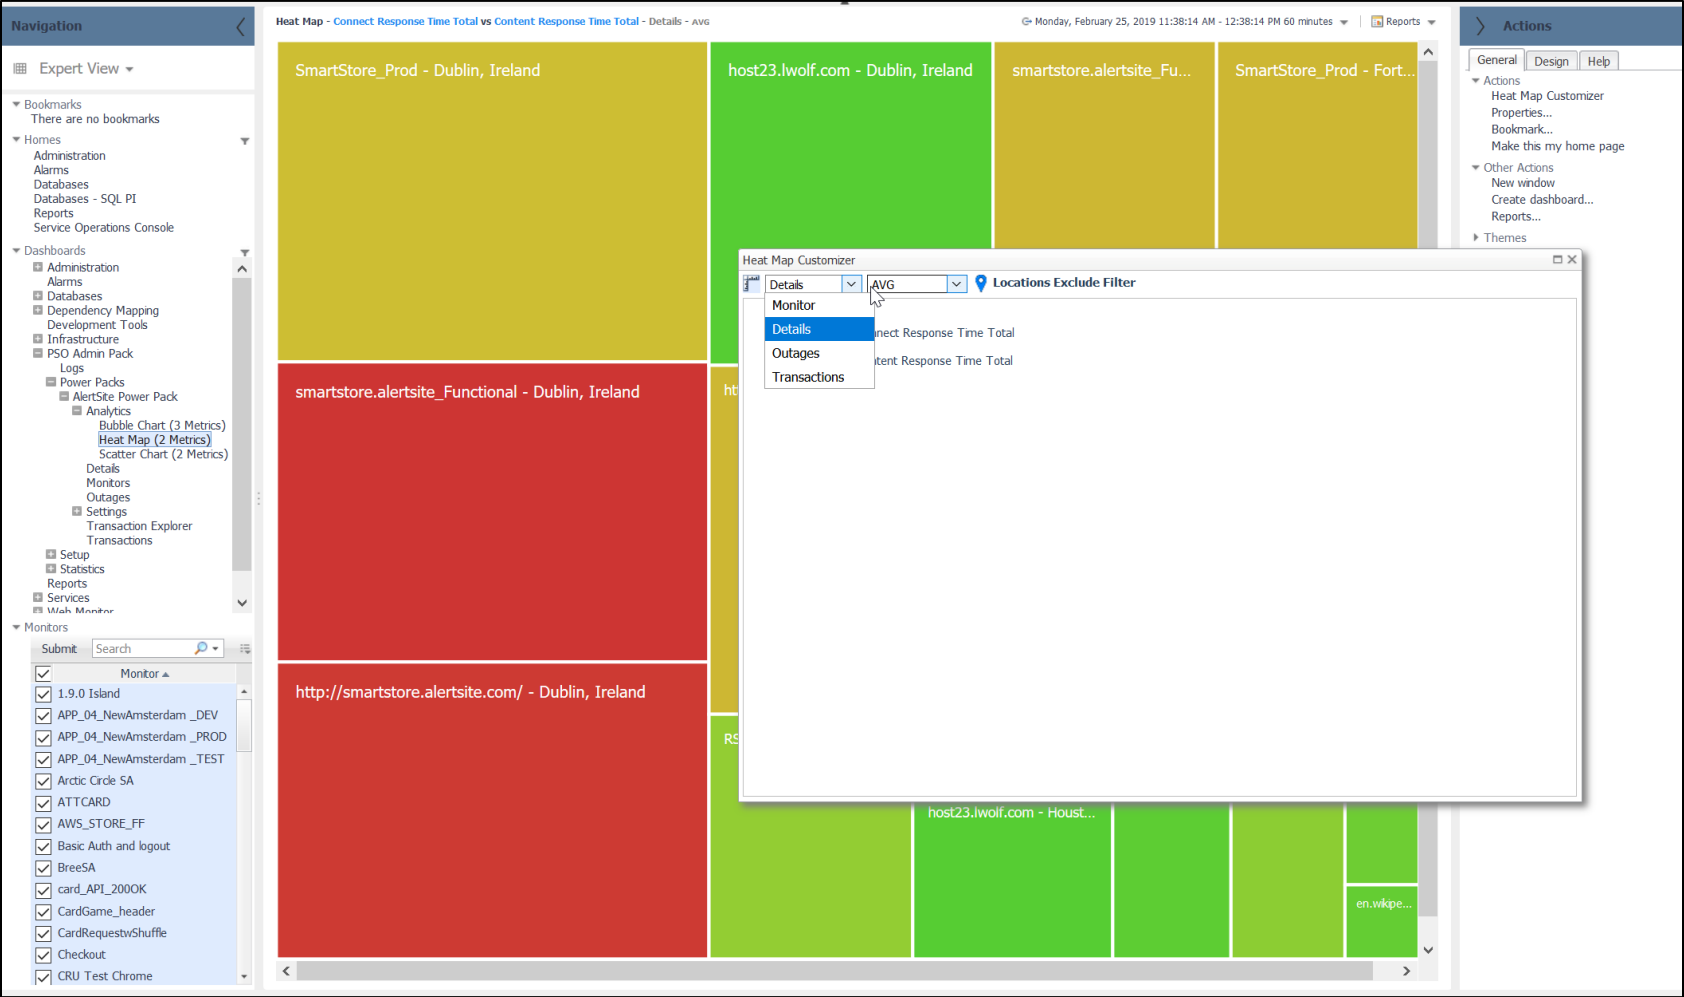 Navigation
Expert View
Bookmarks
There are no bookmarks
Homes
Administration
Alarms
Databases
Databases - SQL PI
Reports
Service Operations Console
Dashboards
Administration
Alarms
Databases
Dependency Mapping
Development Tools
Infrastructure
PSO Admin Pack
Logs
Power Packs
AlertSite Power Pack
Analytics
Bubble Chart (3 Metrics)
Heat Map (2 Metrics)
Scatter Chart (2 Metrics)
Details
Monitors
Outages
Settings
Transaction Explorer
Transactions
Setup
Statistics
Reports
Services
Web Monitor
Monitors
Submit Search
Monitor
1.9.0 Island
APP_04_NewAmsterdam _DEV
APP_04_NewAmsterdam _PROD
APP_04_NewAmsterdam _TEST
Arctic Circle SA
ATTCARD
AWS_STORE_FF
Basic Auth and logout
BreeSA
card_API_200OK
CardGame_header
CardRequestwShuffle
Checkout
CRU Test Chrome
Heat Map - Connect Response Time Total vs Content Response Time Total - Details - AVG
Monday, February 25, 2019 11:38:14 AM - 12:38:14 PM 60 minutes
Reports
SmartStore_Prod - Dublin, Ireland
host23.lwolf.com - Dublin, Ireland
smartstore.alertsite_Fu...
SmartStore_Prod - Fort...
smartstore.alertsite_Functional - Dublin, Ireland
http://smartstore.alertsite.com/ - Dublin, Ireland
ht
RS
host23.lwolf.com - Houst...
en.wikipe...
Heat Map Customizer
Details AVG Locations Exclude Filter
Monitor
Details
Outages
Transactions
nnect Response Time Total
ntent Response Time Total
Actions
General Design Help
Actions
Heat Map Customizer
Properties...
Bookmark...
Make this my home page
Other Actions
New window
Create dashboard...
Reports...
Themes